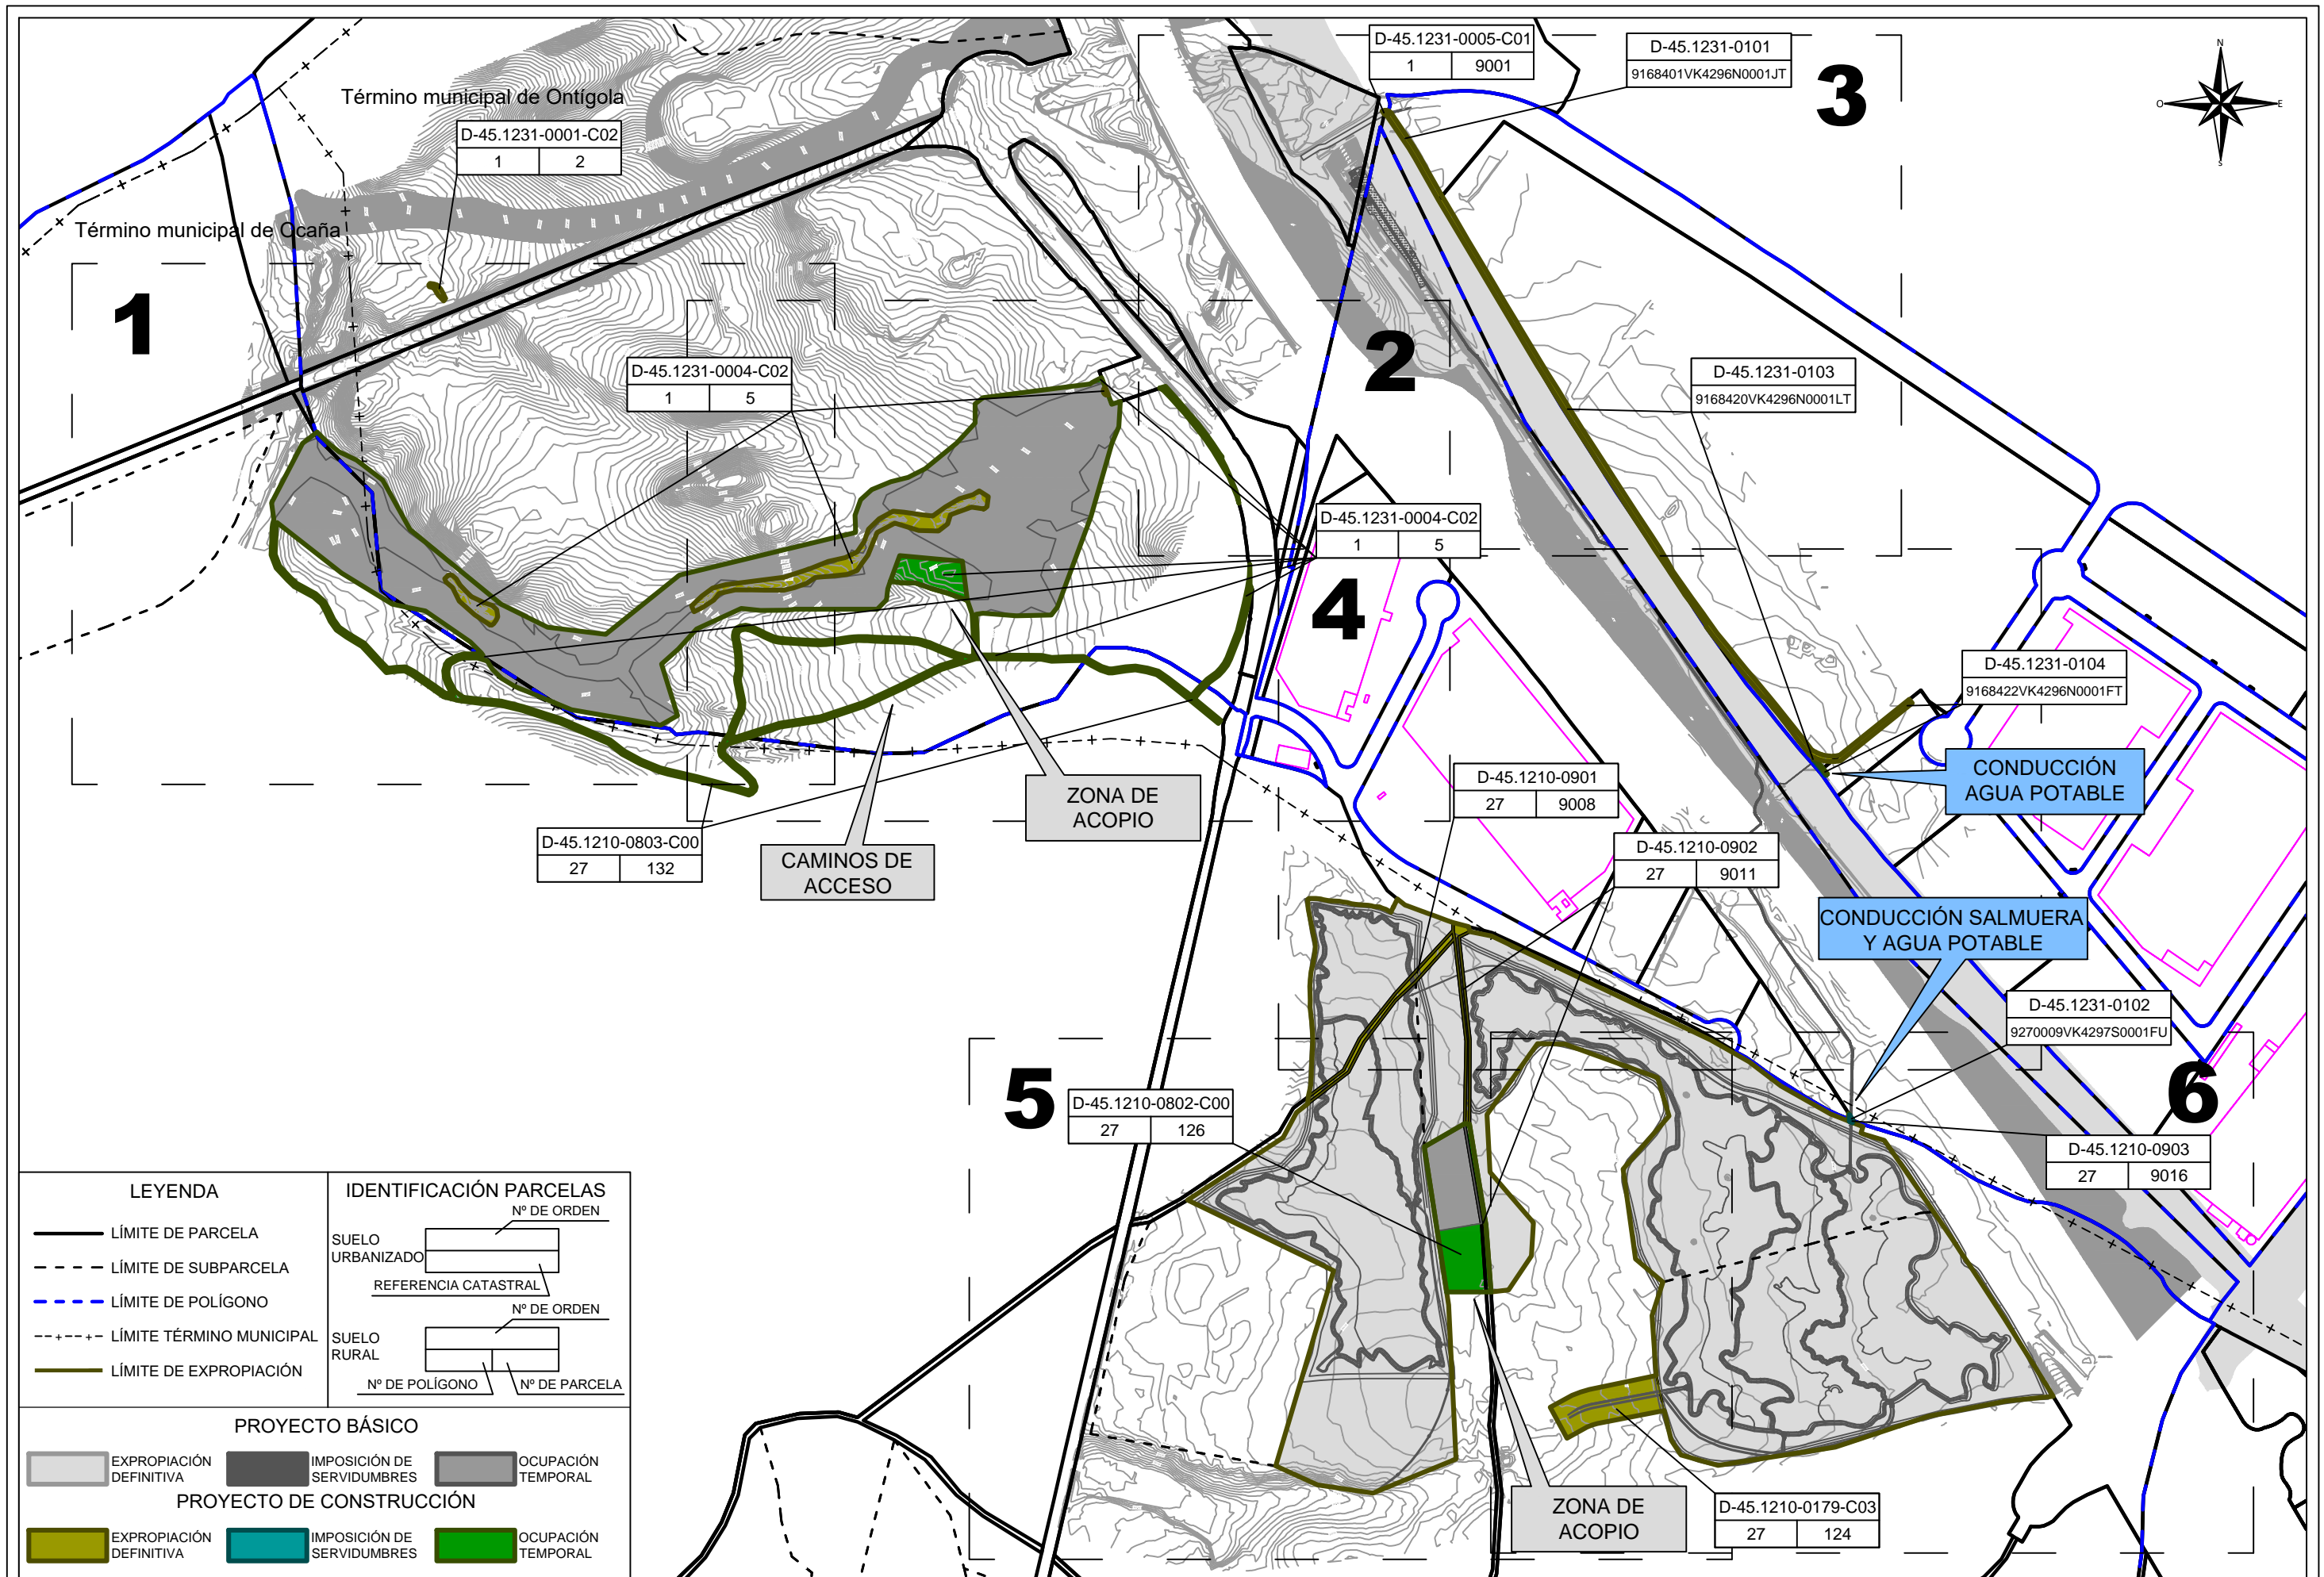 D-45.1231-0005-C01
1 9001
D-45.1231-0101
9168401VK4296N0001JT
3
N
O E
S
Término municipal de Ontígola
D-45.1231-0001-C02
1 2
Término municipal de Ocaña
1
2
D-45.1231-0004-C02
1 5
D-45.1231-0103
9168420VK4296N0001LT
D-45.1231-0004-C02
1 5
4
D-45.1231-0104
9168422VK4296N0001FT
CONDUCCIÓN
AGUA POTABLE
ZONA DE
ACOPIO
D-45.1210-0901
27 9008
D-45.1210-0803-C00
27 132
CAMINOS DE
ACCESO
D-45.1210-0902
27 9011
CONDUCCIÓN SALMUERA
Y AGUA POTABLE
D-45.1231-0102
9270009VK4297S0001FU
5
D-45.1210-0802-C00
27 126
6
D-45.1210-0903
27 9016
ZONA DE
ACOPIO
D-45.1210-0179-C03
27 124
LEYENDA
LÍMITE DE PARCELA
LÍMITE DE SUBPARCELA
LÍMITE DE POLÍGONO
LÍMITE TÉRMINO MUNICIPAL
LÍMITE DE EXPROPIACIÓN
IDENTIFICACIÓN PARCELAS
Nº DE ORDEN
SUELO
URBANIZADO
REFERENCIA CATASTRAL
Nº DE ORDEN
SUELO
RURAL
Nº DE POLÍGONO Nº DE PARCELA
PROYECTO BÁSICO
EXPROPIACIÓN
DEFINITIVA
IMPOSICIÓN DE
SERVIDUMBRES
OCUPACIÓN
TEMPORAL
PROYECTO DE CONSTRUCCIÓN
EXPROPIACIÓN
DEFINITIVA
IMPOSICIÓN DE
SERVIDUMBRES
OCUPACIÓN
TEMPORAL